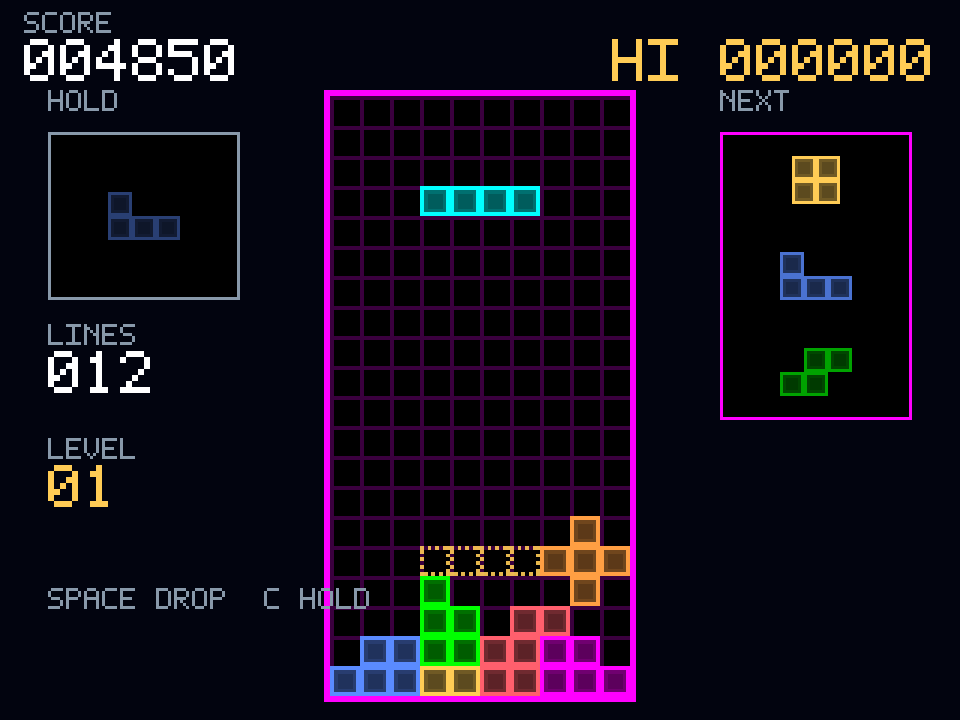 SCORE
004850
HI 000000
HOLD
NEXT
LINES
012
LEVEL
01
SPACE DROP  C HOLD